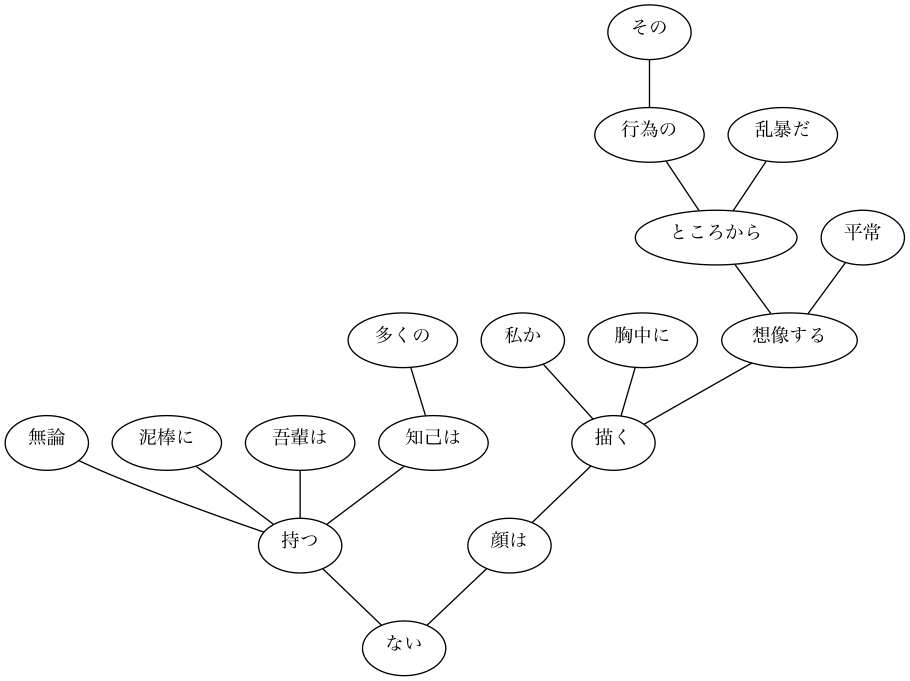 その
行為の
乱暴だ
ところから
平常
多くの
私か
胸中に
想像する
無論
泥棒に
吾輩は
知己は
描く
持つ
顔は
ない